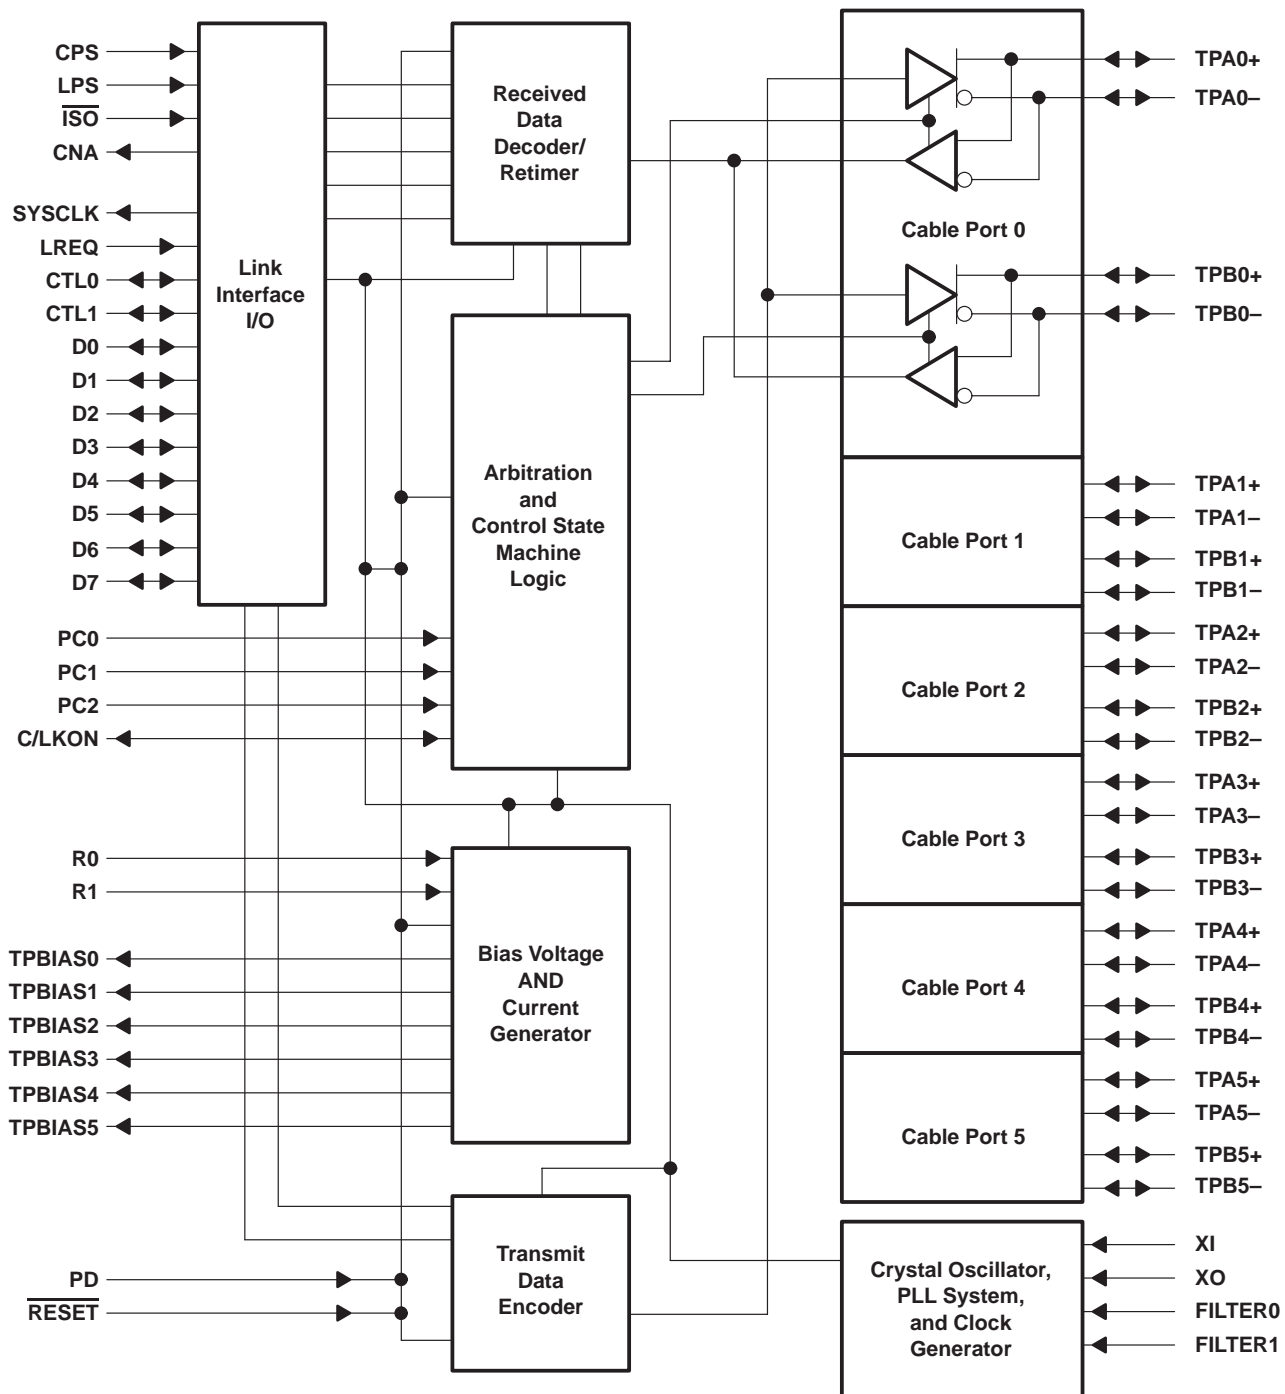 CPS
LPS
ISO
CNA
SYSCLK
LREQ
CTL0
CTL1
D0
D1
D2
D3
D4
D5
D6
D7
PC0
PC1
PC2
C/LKON
R0
R1
TPBIAS0
TPBIAS1
TPBIAS2
TPBIAS3
TPBIAS4
TPBIAS5
PD
RESET
Link
Interface
I/O
Received
Data
Decoder/
Retimer
Arbitration
and
Control State
Machine
Logic
Bias Voltage
AND
Current
Generator
Transmit
Data
Encoder
Cable Port 0
Cable Port 1
Cable Port 2
Cable Port 3
Cable Port 4
Cable Port 5
Crystal Oscillator,
PLL System,
and Clock
Generator
TPA0+
TPA0–
TPB0+
TPB0–
TPA1+
TPA1–
TPB1+
TPB1–
TPA2+
TPA2–
TPB2+
TPB2–
TPA3+
TPA3–
TPB3+
TPB3–
TPA4+
TPA4–
TPB4+
TPB4–
TPA5+
TPA5–
TPB5+
TPB5–
XI
XO
FILTER0
FILTER1